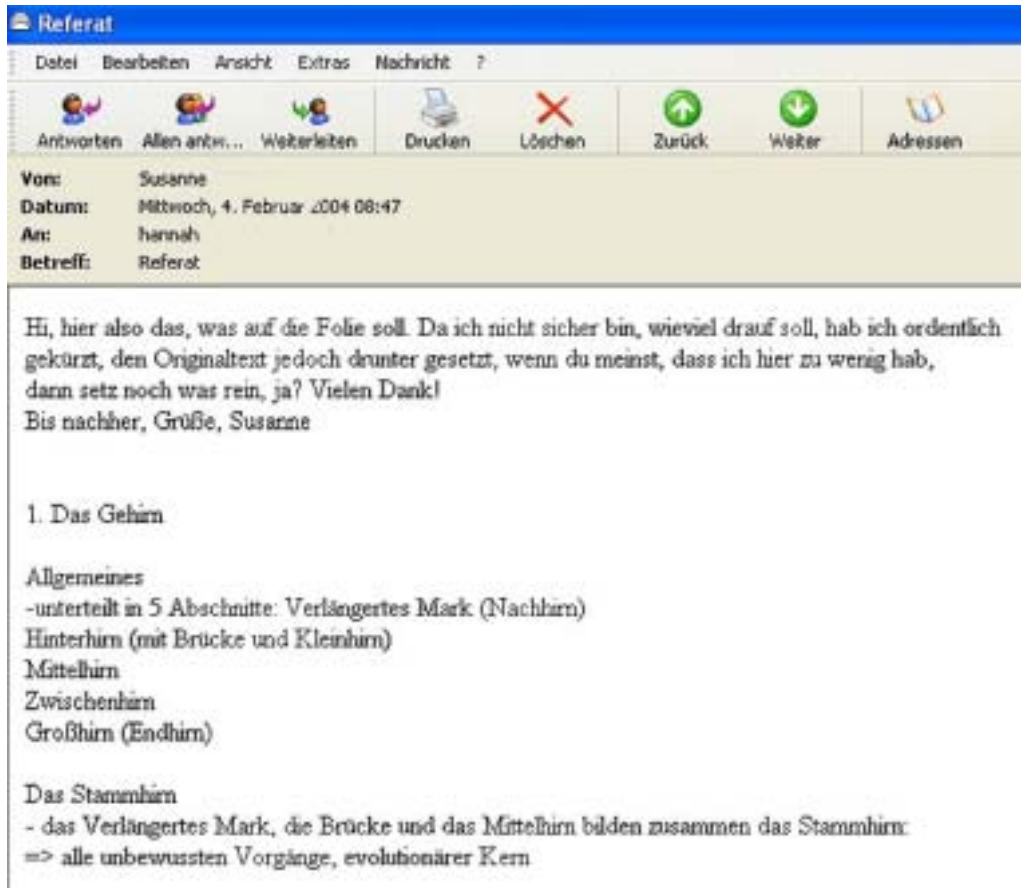 Referat
Datei Bearbeiten Ansicht Extras Nachricht ?
Antworten Allen antw... Weiterleiten Drucken Löschen Zurück Weiter Adressen
Von: Susanne
Datum: Mittwoch, 4. Februar 2004 08:47
An: hannah
Betreff: Referat
Hi, hier also das, was auf die Folie soll. Da ich nicht sicher bin, wieviel drauf soll, hab ich ordentlich
gekürzt, den Originaltext jedoch drunter gesetzt, wenn du meinst, dass ich hier zu wenig hab,
dann setz noch was rein, ja? Vielen Dank!
Bis nachher, Grüße, Susanne
1. Das Gehirn
Allgemeines
-unterteilt in 5 Abschnitte: Verlängertes Mark (Nachhirn)
Hinterhirn (mit Brücke und Kleinhirn)
Mittelhirn
Zwischenhirn
Großhirn (Endhirn)
Das Stammhirn
- das Verlängertes Mark, die Brücke und das Mittelhirn bilden zusammen das Stammhirn:
=> alle unbewussten Vorgänge, evolutionärer Kern